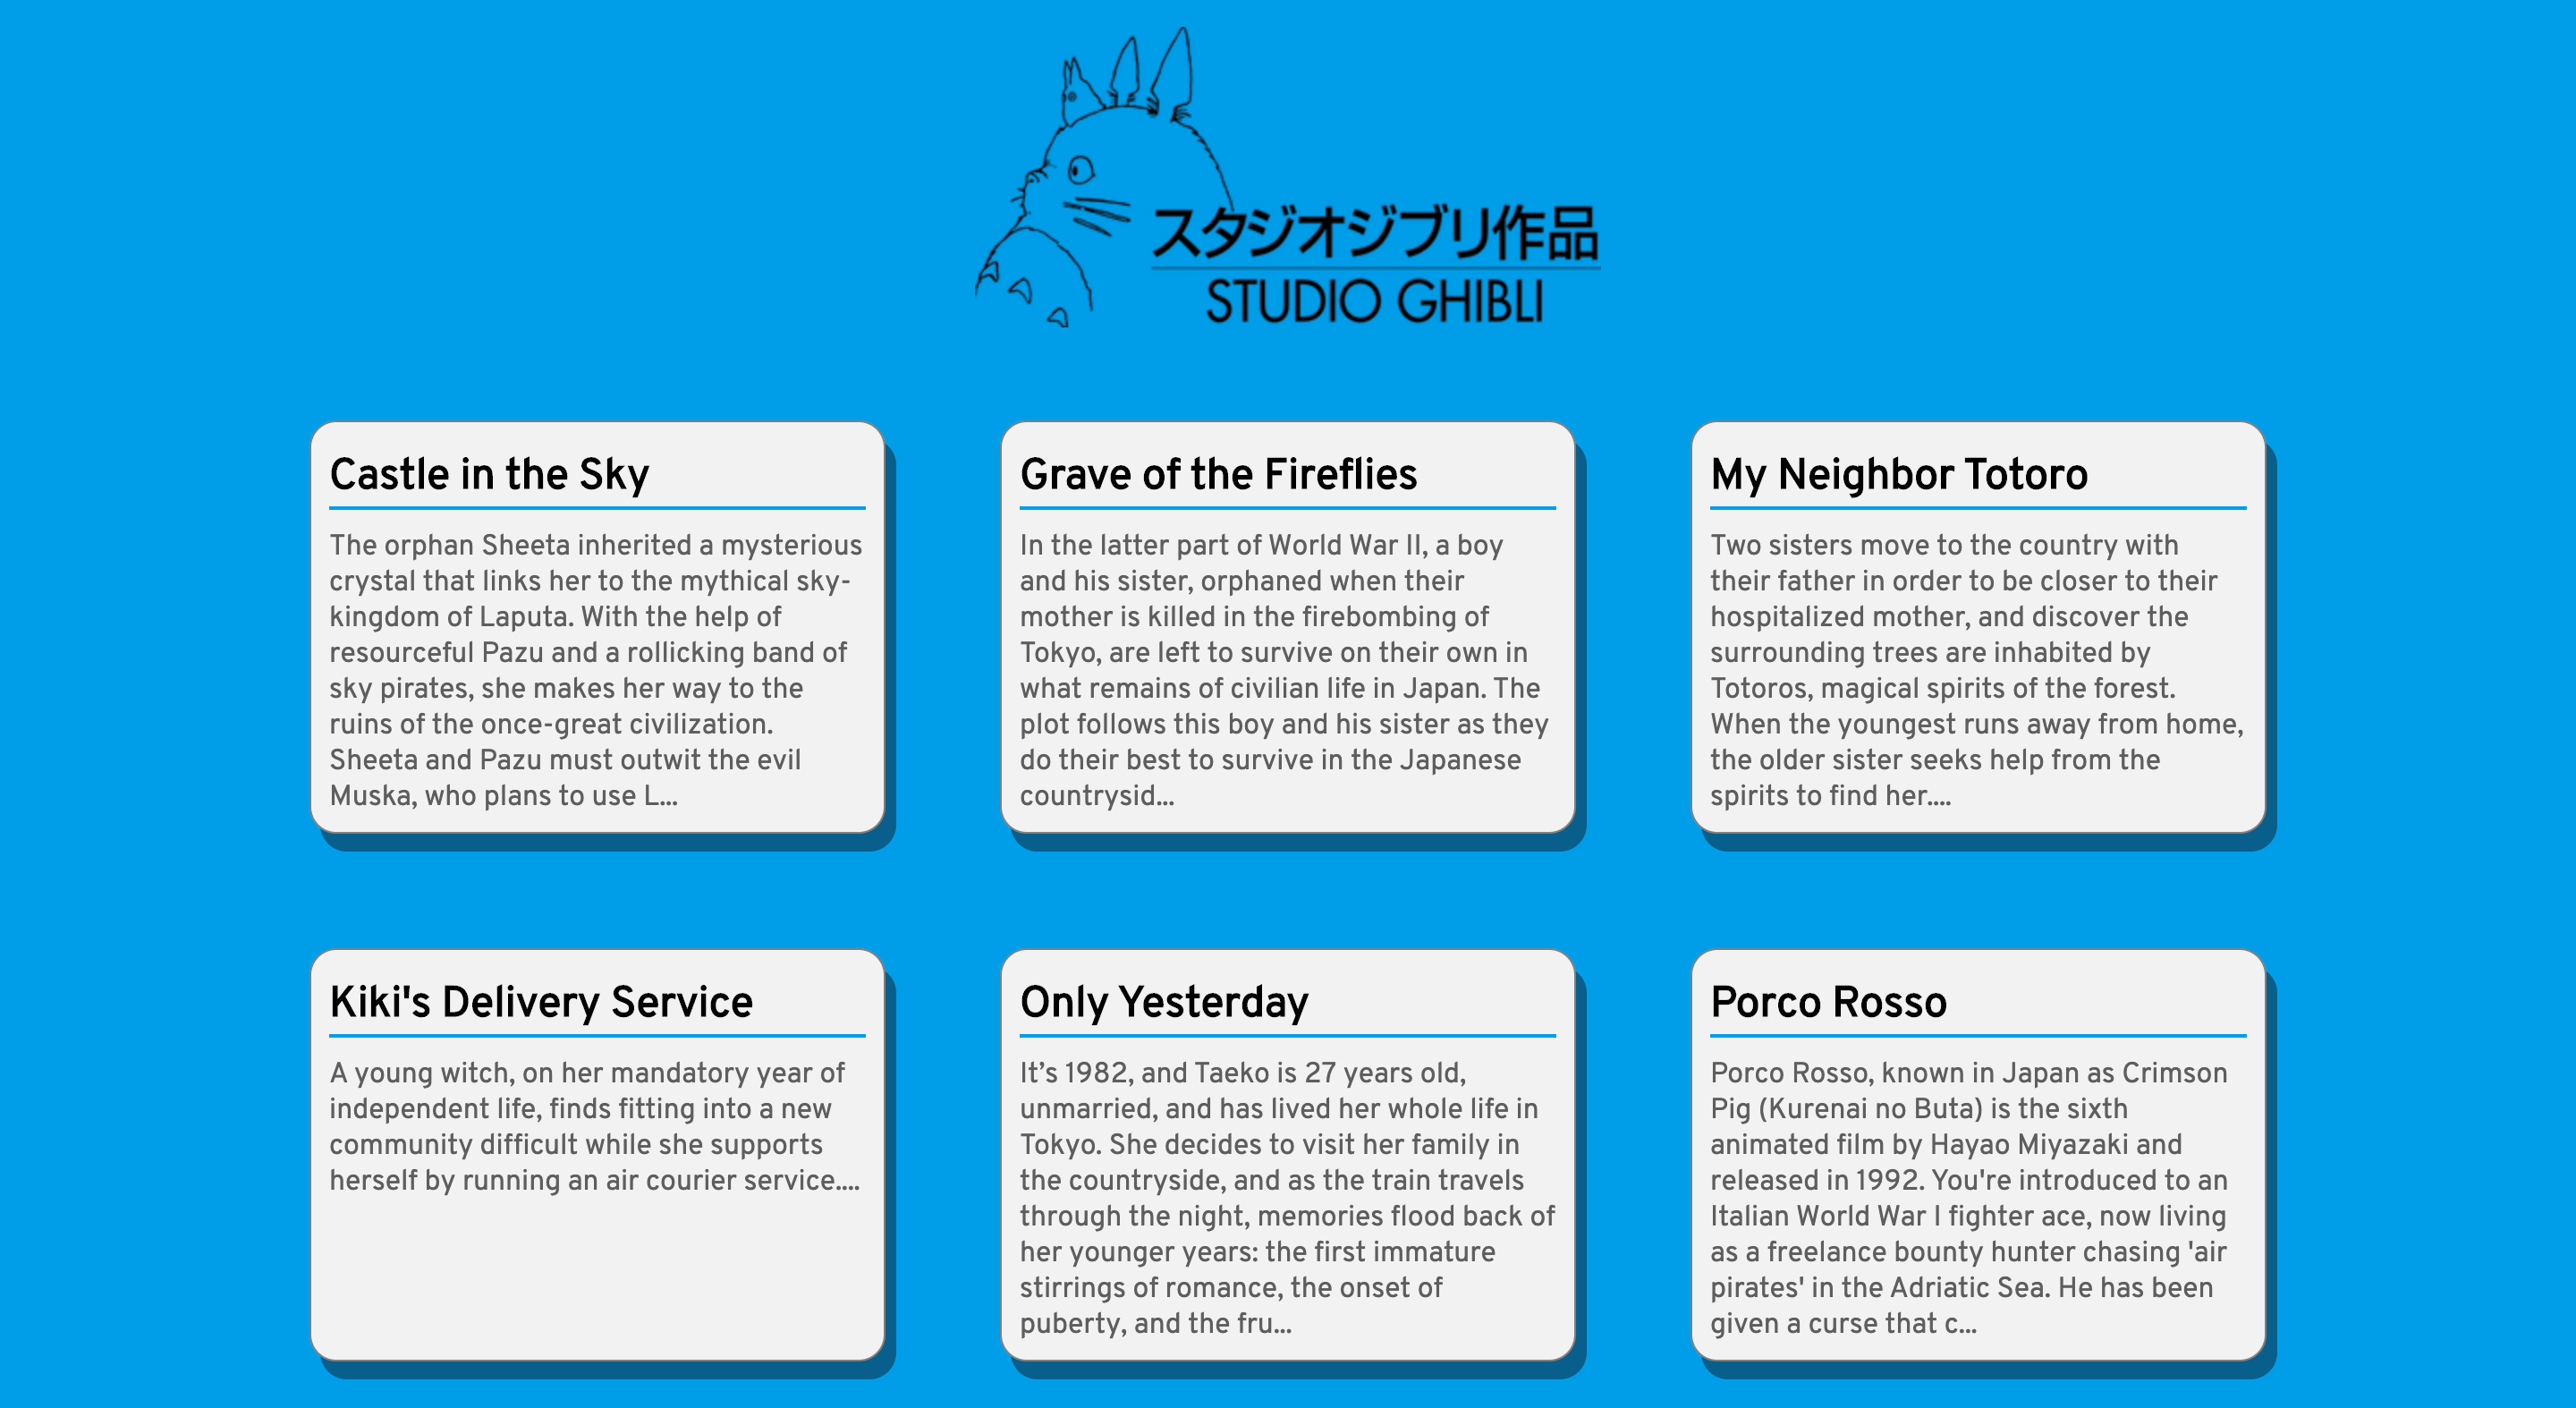 スタジオジブリ作品
STUDIO GHIBLI
Castle in the Sky
The orphan Sheeta inherited a mysterious
crystal that links her to the mythical sky-
kingdom of Laputa. With the help of
resourceful Pazu and a rollicking band of
sky pirates, she makes her way to the
ruins of the once-great civilization.
Sheeta and Pazu must outwit the evil
Muska, who plans to use L...
Grave of the Fireflies
In the latter part of World War II, a boy
and his sister, orphaned when their
mother is killed in the firebombing of
Tokyo, are left to survive on their own in
what remains of civilian life in Japan. The
plot follows this boy and his sister as they
do their best to survive in the Japanese
countrysid...
My Neighbor Totoro
Two sisters move to the country with
their father in order to be closer to their
hospitalized mother, and discover the
surrounding trees are inhabited by
Totoros, magical spirits of the forest.
When the youngest runs away from home,
the older sister seeks help from the
spirits to find her....
Kiki's Delivery Service
A young witch, on her mandatory year of
independent life, finds fitting into a new
community difficult while she supports
herself by running an air courier service....
Only Yesterday
It’s 1982, and Taeko is 27 years old,
unmarried, and has lived her whole life in
Tokyo. She decides to visit her family in
the countryside, and as the train travels
through the night, memories flood back of
her younger years: the first immature
stirrings of romance, the onset of
puberty, and the fru...
Porco Rosso
Porco Rosso, known in Japan as Crimson
Pig (Kurenai no Buta) is the sixth
animated film by Hayao Miyazaki and
released in 1992. You're introduced to an
Italian World War I fighter ace, now living
as a freelance bounty hunter chasing 'air
pirates' in the Adriatic Sea. He has been
given a curse that c...